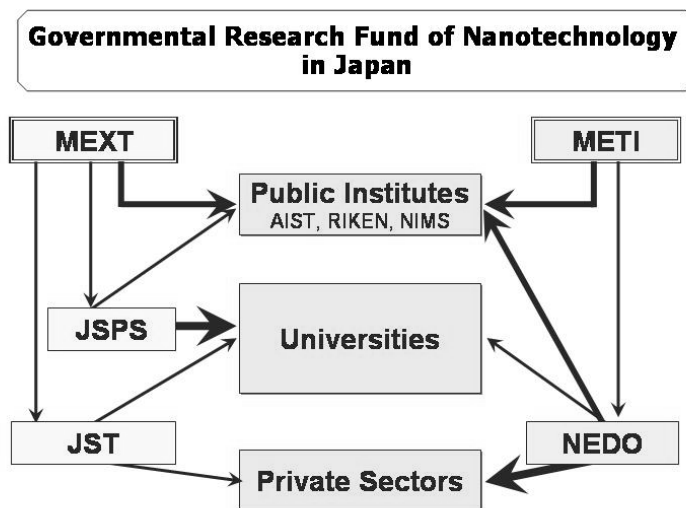 Governmental Research Fund of Nanotechnology
in Japan
MEXT
METI
Public Institutes
AIST, RIKEN, NIMS
JSPS
Universities
JST
NEDO
Private Sectors